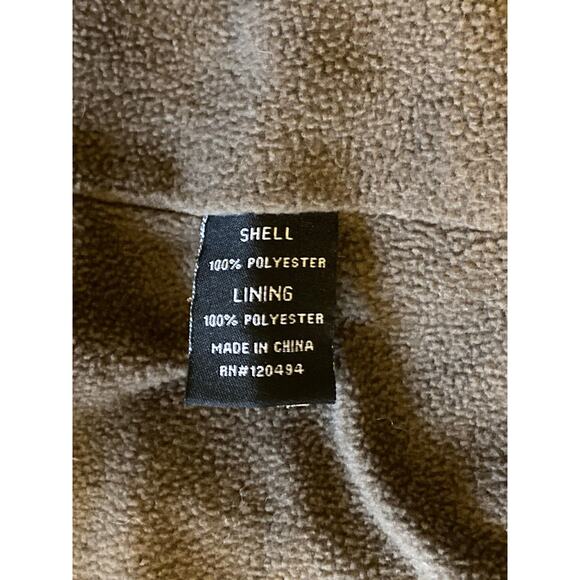 SHELL
100% POLYESTER
LINING
100% POLYESTER
MADE IN CHINA
RN#120494